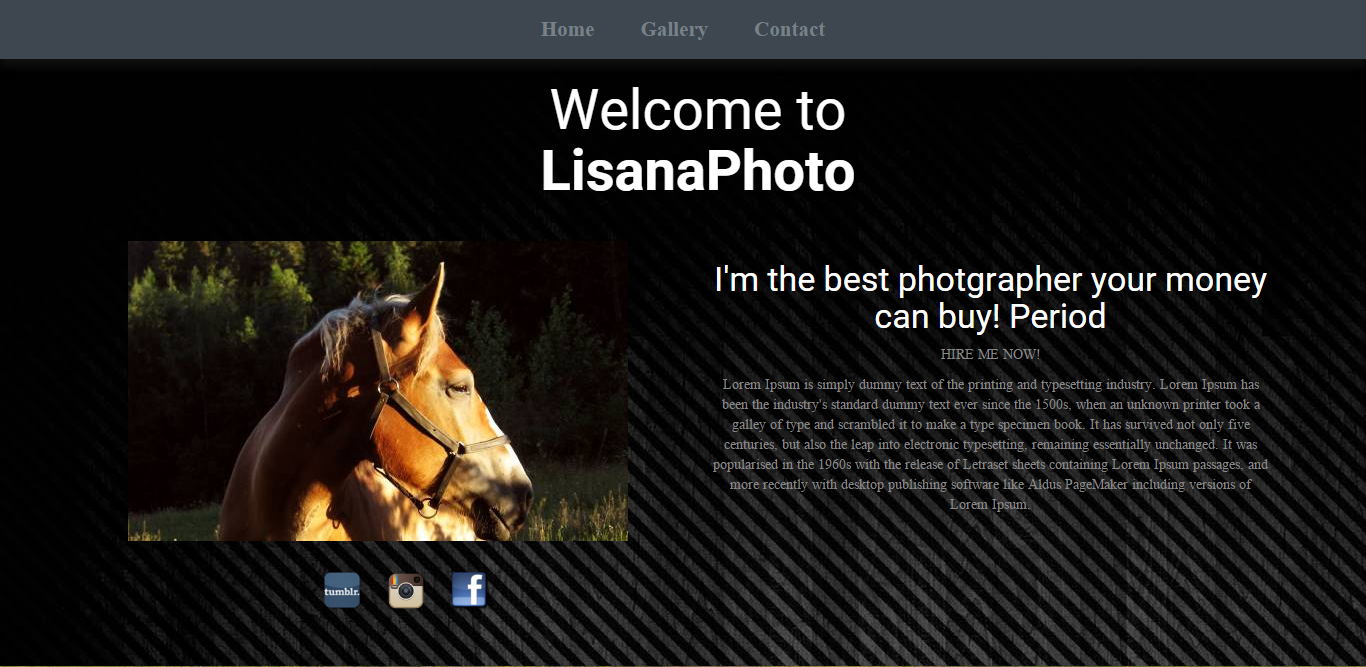 Home Gallery Contact
Welcome to
LisanaPhoto
I'm the best photgrapher your money
can buy! Period
HIRE ME NOW!
Lorem Ipsum is simply dummy text of the printing and typesetting industry. Lorem Ipsum has
been the industry's standard dummy text ever since the 1500s, when an unknown printer took a
galley of type and scrambled it to make a type specimen book. It has survived not only five
centuries, but also the leap into electronic typesetting, remaining essentially unchanged. It was
popularised in the 1960s with the release of Letraset sheets containing Lorem Ipsum passages, and
more recently with desktop publishing software like Aldus PageMaker including versions of
Lorem Ipsum.
tumblr. f